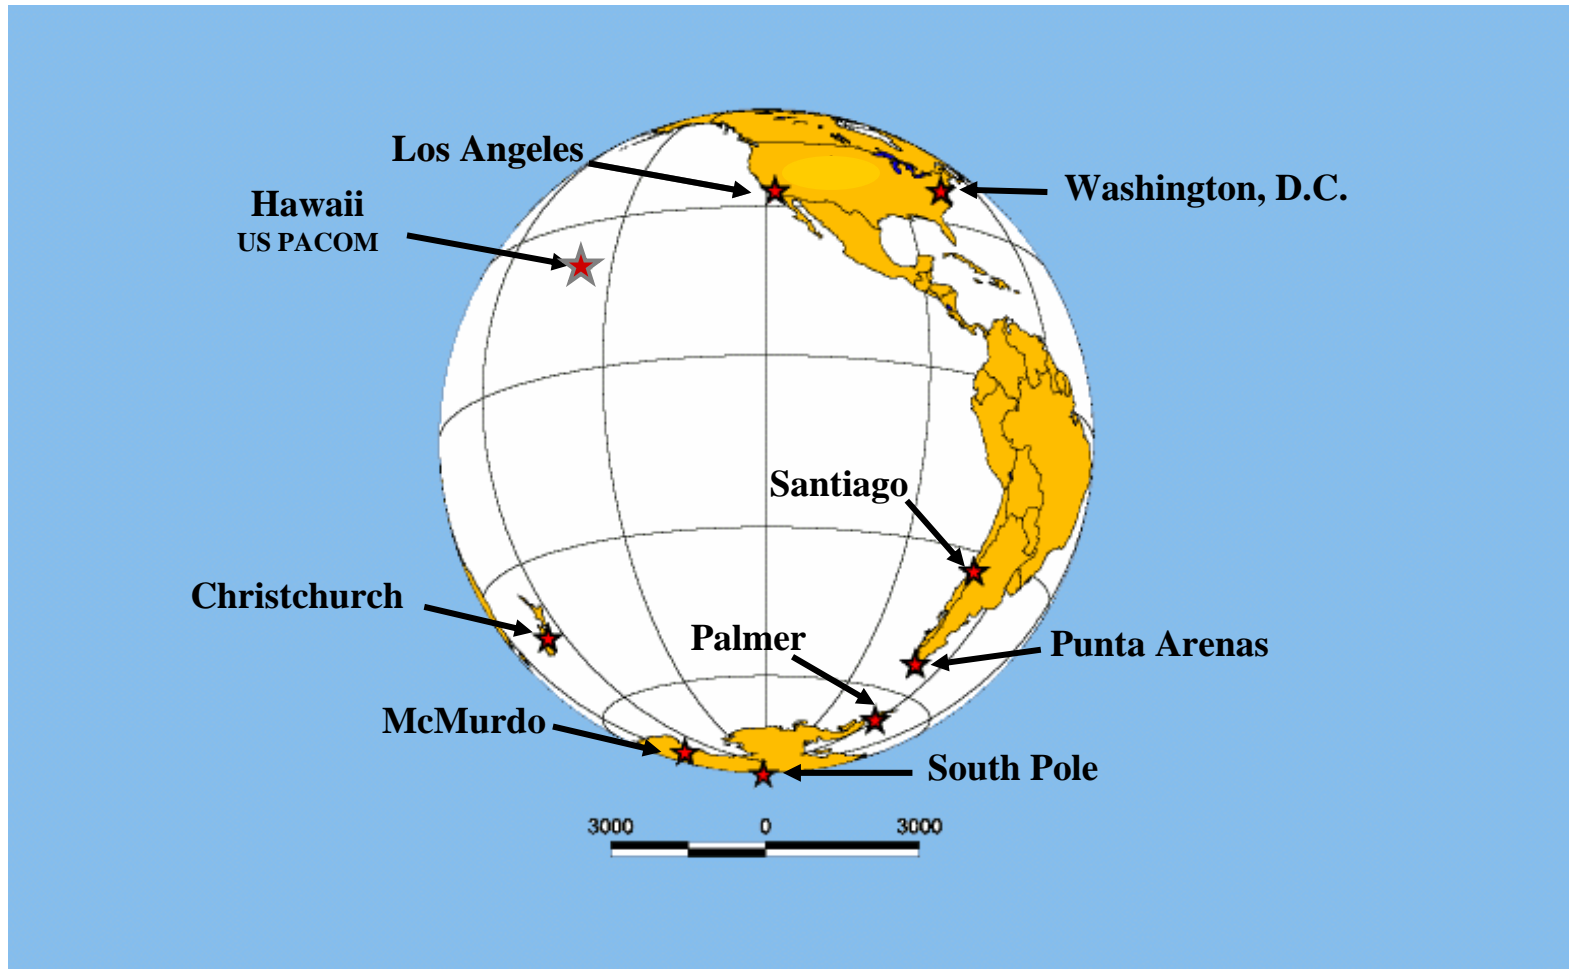 Los Angeles
Washington, D.C.
Hawaii
US PACOM
Santiago
Christchurch
Palmer
Punta Arenas
McMurdo
South Pole
3000 0 3000